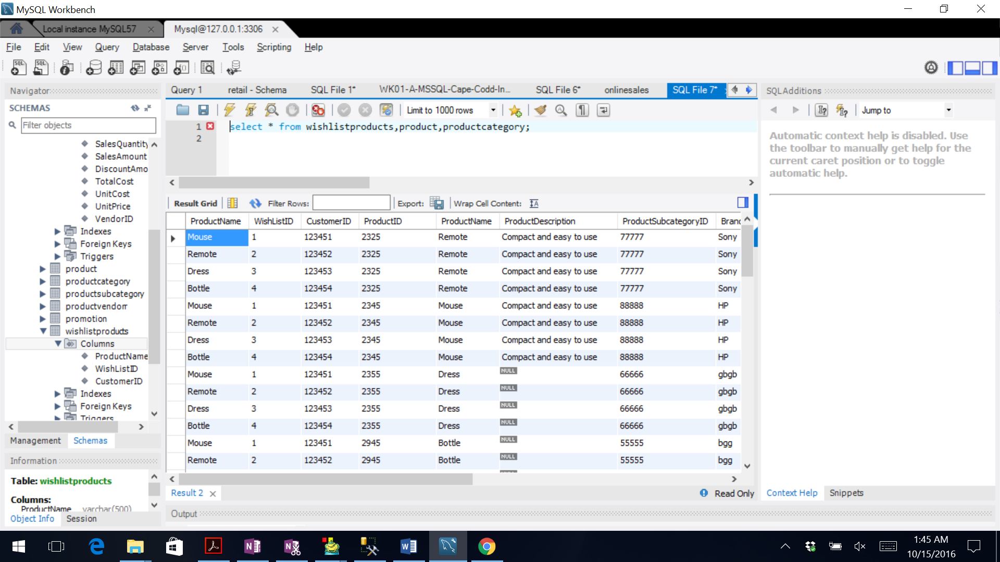 MySQL Workbench
Local instance MySQL57
Mysql@127.0.0.1:3306
File Edit View Query Database Server Tools Scripting Help
Navigator
SCHEMAS
Filter objects
SalesQuantity
SalesAmount
DiscountAmo
TotalCost
UnitCost
UnitPrice
VendorID
Indexes
Foreign Keys
Triggers
product
productcategory
productsubcategory
productvendorr
promotion
wishlistproducts
Columns
ProductName
WishListID
CustomerID
Indexes
Foreign Keys
Triggers
Management Schemas
Information
Table: wishlistproducts
Columns:
ProductName varchar(500)
Object Info Session
Query 1 retail - Schema SQL File 1* WK01-A-MSSQL-Cape-Codd-In... SQL File 6* onlinesales SQL File 7*
Limit to 1000 rows
1 select * from wishlistproducts,product,productcategory;
2
Result Grid Filter Rows: Export: Wrap Cell Content:
ProductName WishListID CustomerID ProductID ProductName ProductDescription ProductSubcategoryID Branc
Mouse 1 123451 2325 Remote Compact and easy to use 77777 Sony
Remote 2 123452 2325 Remote Compact and easy to use 77777 Sony
Dress 3 123453 2325 Remote Compact and easy to use 77777 Sony
Bottle 4 123454 2325 Remote Compact and easy to use 77777 Sony
Mouse 1 123451 2345 Mouse Compact and easy to use 88888 HP
Remote 2 123452 2345 Mouse Compact and easy to use 88888 HP
Dress 3 123453 2345 Mouse Compact and easy to use 88888 HP
Bottle 4 123454 2345 Mouse Compact and easy to use 88888 HP
Mouse 1 123451 2355 Dress NULL 66666 gbgb
Remote 2 123452 2355 Dress NULL 66666 gbgb
Dress 3 123453 2355 Dress NULL 66666 gbgb
Bottle 4 123454 2355 Dress NULL 66666 gbgb
Mouse 1 123451 2945 Bottle NULL 55555 bgg
Remote 2 123452 2945 Bottle NULL 55555 bgg
Result 2
Read Only
Output
SQLAdditions
Jump to
Automatic context help is disabled. Use
the toolbar to manually get help for the
current caret position or to toggle
automatic help.
Context Help Snippets
1:45 AM
10/15/2016